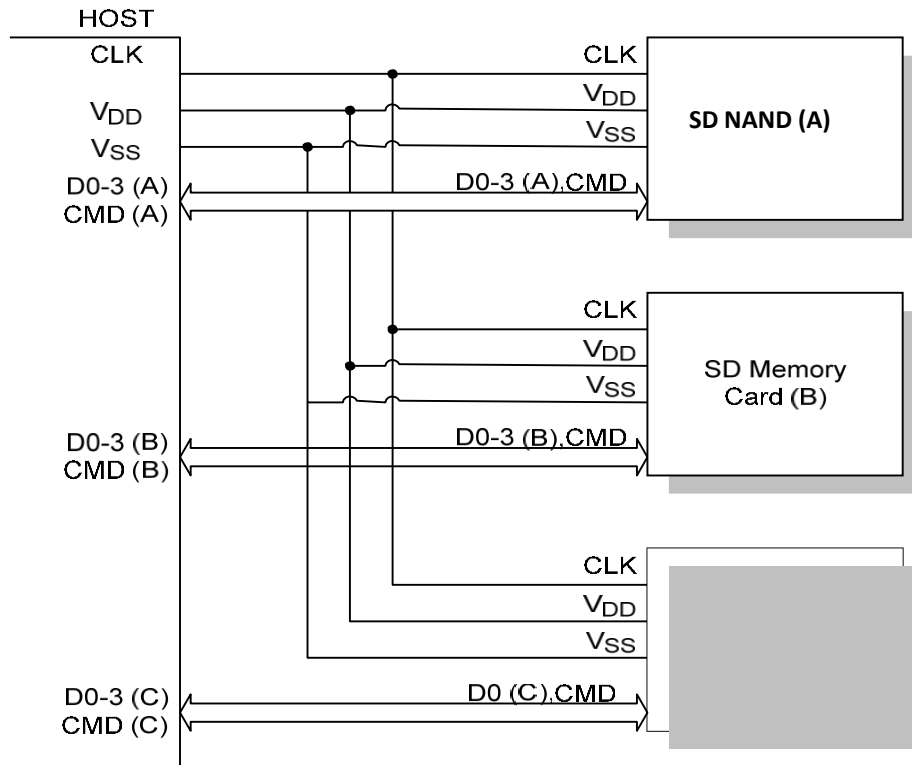 HOST
CLK
VDD
VSS
D0-3 (A)
CMD (A)
CLK
VDD
VSS
D0-3 (A),CMD
SD NAND (A)
CLK
VDD
VSS
D0-3 (B),CMD
SD Memory
Card (B)
D0-3 (B)
CMD (B)
CLK
VDD
VSS
D0 (C),CMD
D0-3 (C)
CMD (C)